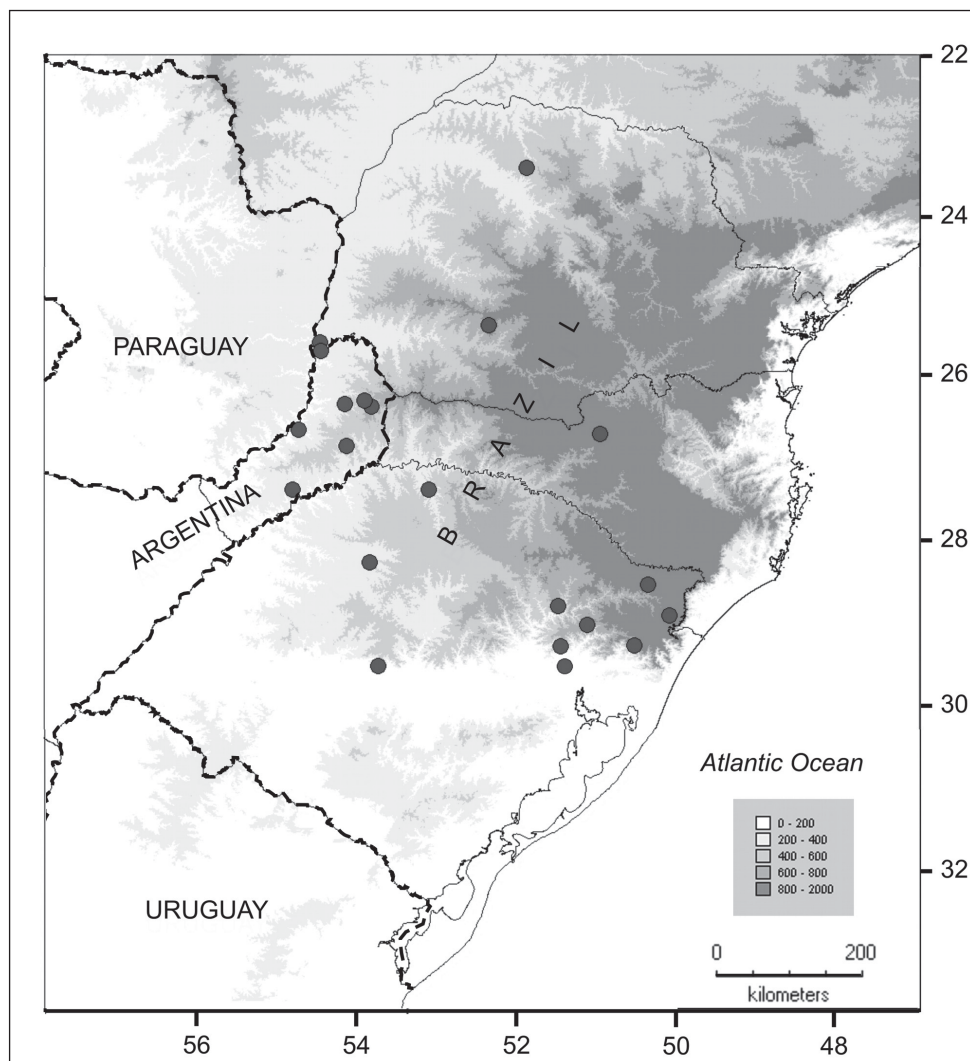 22
24
PARAGUAY
BRAZIL
26
ARGENTINA
28
30
Atlantic Ocean
0 - 200
200 - 400
400 - 600
600 - 800
800 - 2000
32
URUGUAY
0 200
kilometers
56 54 52 50 48